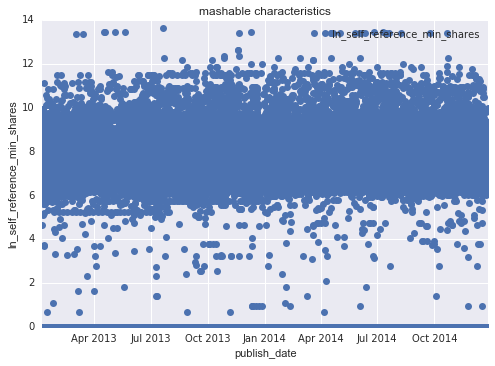 mashable characteristics
ln_self_reference_min_shares
14
12
10
8
6
4
2
0
ln_self_reference_min_shares
Apr 2013 Jul 2013 Oct 2013 Jan 2014 Apr 2014 Jul 2014 Oct 2014
publish_date